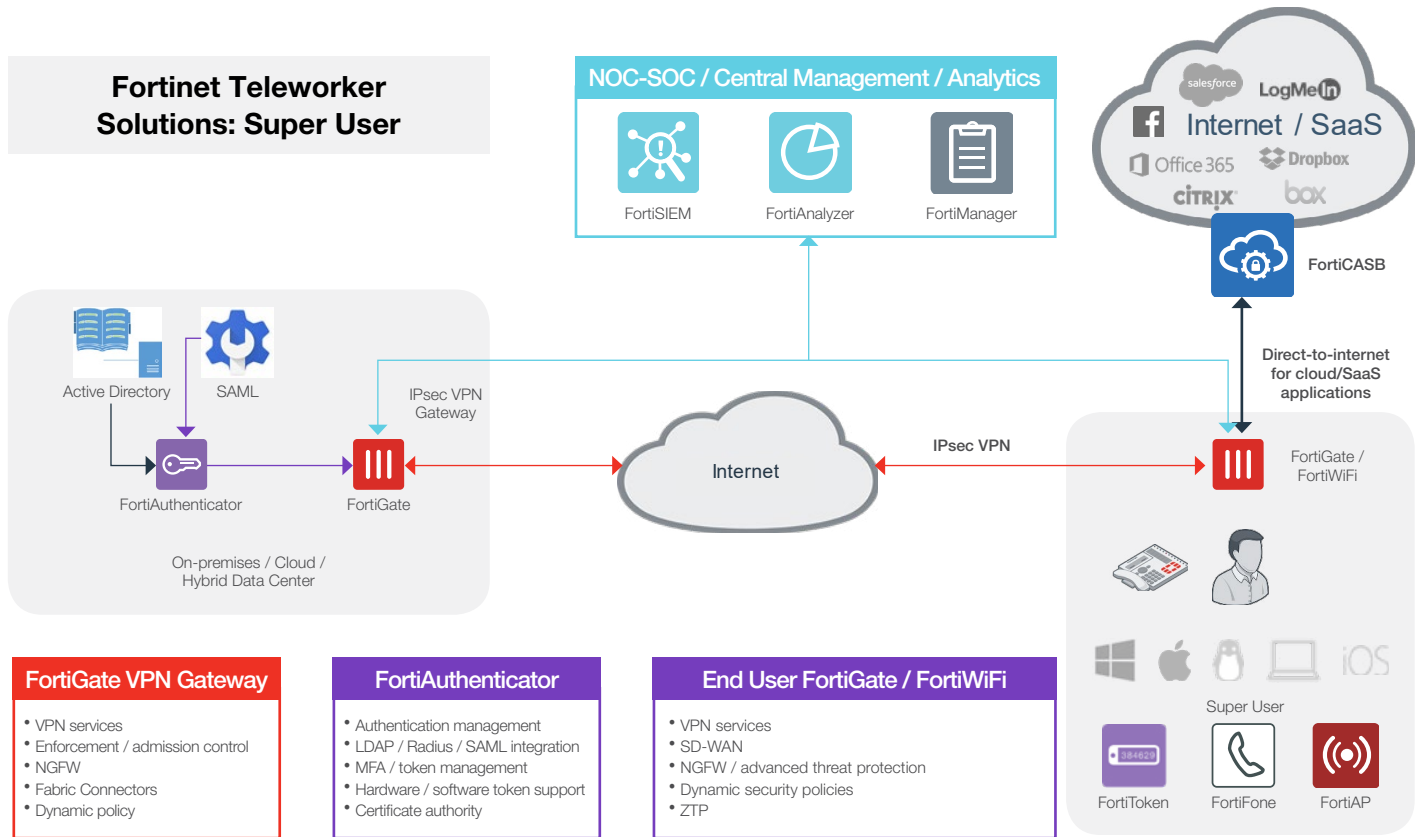 Fortinet Teleworker
Solutions: Super User
NOC-SOC / Central Management / Analytics
FortiSIEM
FortiAnalyzer
FortiManager
salesforce
LogMeIn
Internet / SaaS
Office 365
Dropbox
CİTRIX
box
FortiCASB
Direct-to-internet
for cloud/SaaS
applications
Active Directory
SAML
IPsec VPN
Gateway
FortiAuthenticator
FortiGate
On-premises / Cloud /
Hybrid Data Center
Internet
IPsec VPN
FortiGate /
FortiWiFi
iOS
Super User
384629
FortiToken
FortiFone
FortiAP
FortiGate VPN Gateway
• VPN services
• Enforcement / admission control
• NGFW
• Fabric Connectors
• Dynamic policy
FortiAuthenticator
• Authentication management
• LDAP / Radius / SAML integration
• MFA / token management
• Hardware / software token support
• Certificate authority
End User FortiGate / FortiWiFi
• VPN services
• SD-WAN
• NGFW / advanced threat protection
• Dynamic security policies
• ZTP